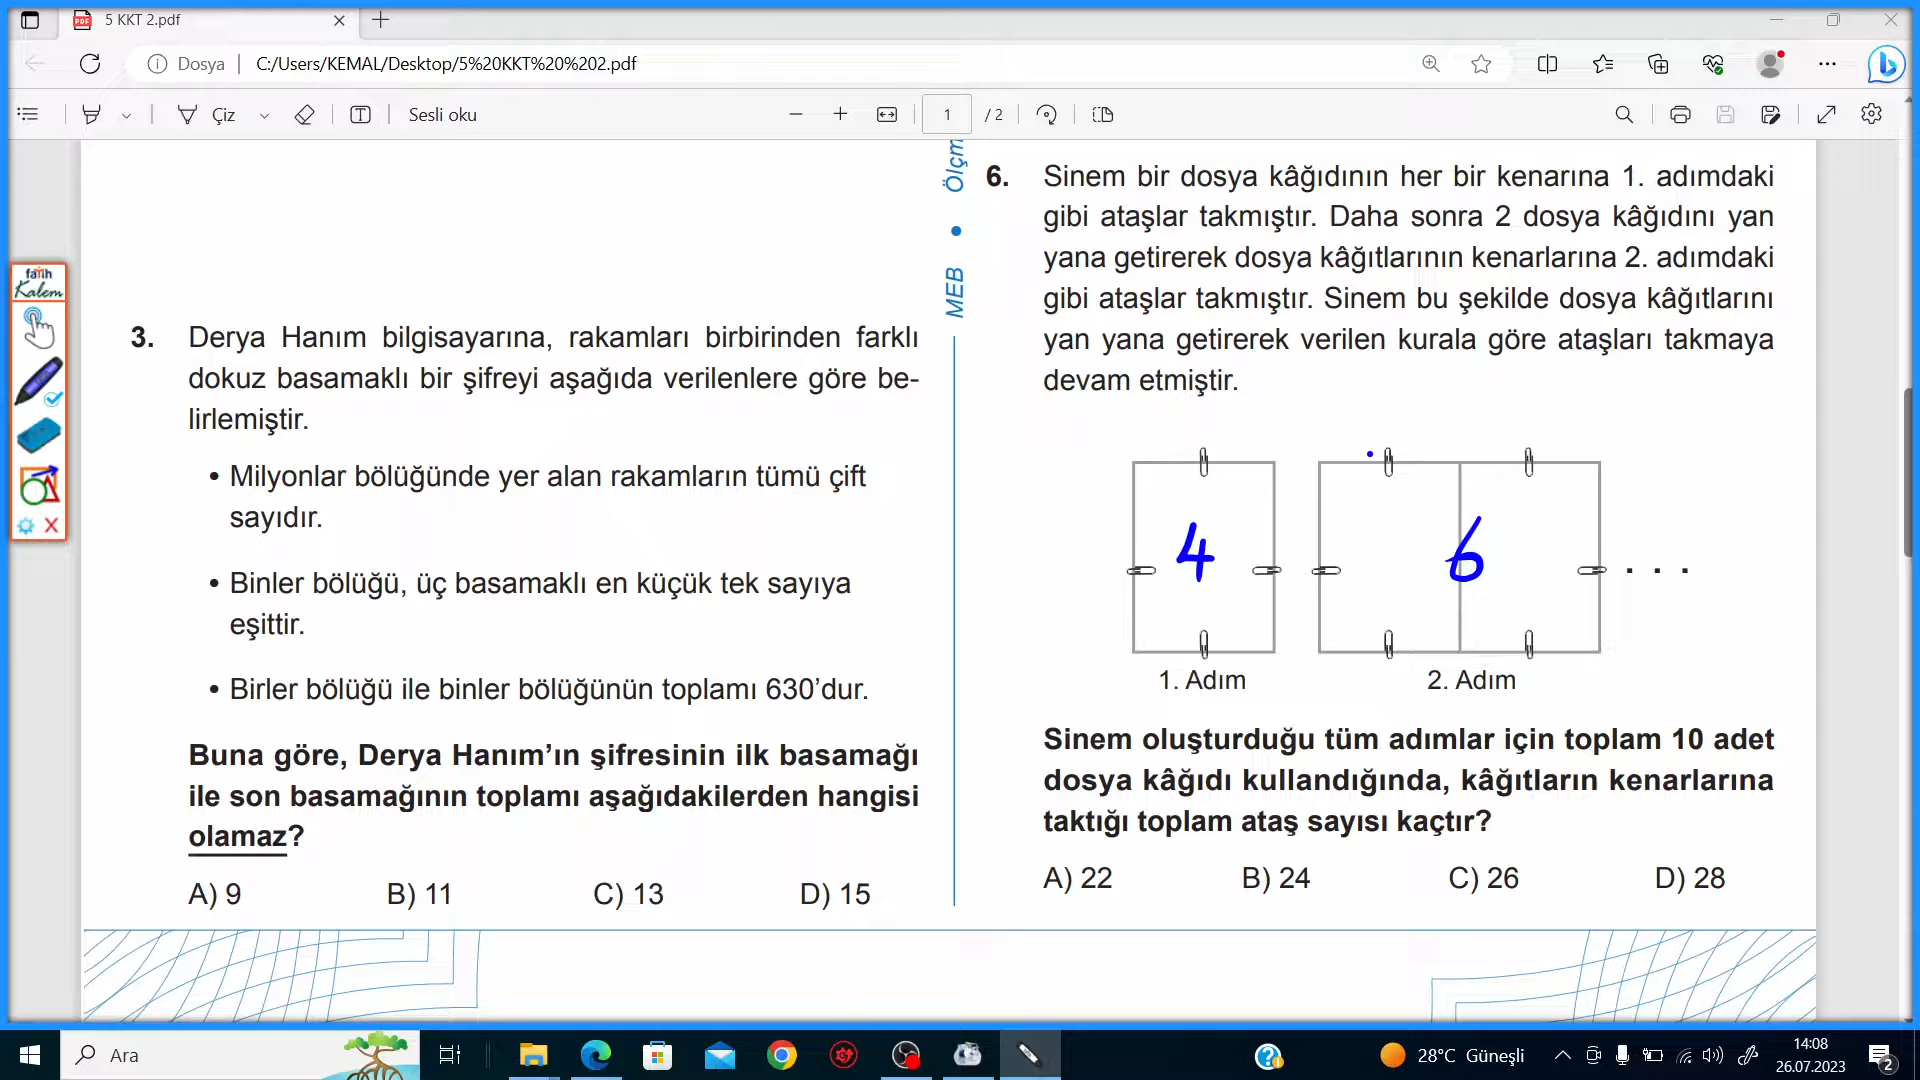 5 KKT 2.pdf
Dosya
C:/Users/KEMAL/Desktop/5%20KKT%20%202.pdf
Çiz
Sesli oku
1
/ 2
fatih
Kalem
3. Derya Hanım bilgisayarına, rakamları birbirinden farklı
dokuz basamaklı bir şifreyi aşağıda verilenlere göre be-
lirlemiştir.
• Milyonlar bölüğünde yer alan rakamların tümü çift
sayıdır.
• Binler bölüğü, üç basamaklı en küçük tek sayıya
eşittir.
• Birler bölüğü ile binler bölüğünün toplamı 630’dur.
Buna göre, Derya Hanım’ın şifresinin ilk basamağı
ile son basamağının toplamı aşağıdakilerden hangisi
olamaz?
A) 9 B) 11 C) 13 D) 15
MEB • Ölçm
6. Sinem bir dosya kâğıdının her bir kenarına 1. adımdaki
gibi ataşlar takmıştır. Daha sonra 2 dosya kâğıdını yan
yana getirerek dosya kâğıtlarının kenarlarına 2. adımdaki
gibi ataşlar takmıştır. Sinem bu şekilde dosya kâğıtlarını
yan yana getirerek verilen kurala göre ataşları takmaya
devam etmiştir.
4 6 . . .
1. Adım 2. Adım
Sinem oluşturduğu tüm adımlar için toplam 10 adet
dosya kâğıdı kullandığında, kâğıtların kenarlarına
taktığı toplam ataş sayısı kaçtır?
A) 22 B) 24 C) 26 D) 28
Ara
28°C Güneşli
14:08
26.07.2023
2